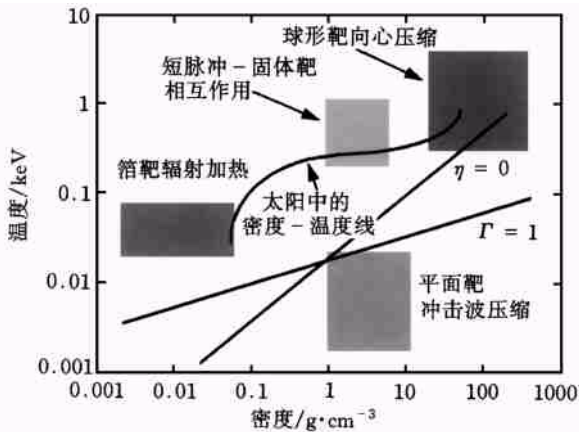 10
1
0.1
0.01
0.001
温度/keV
球形靶向心压缩
短脉冲－固体靶
相互作用
箔靶辐射加热
太阳中的
密度－温度线
η = 0
Γ = 1
平面靶
冲击波压缩
0.001
0.01
0.1
1
10
100
1000
密度/g·cm⁻³